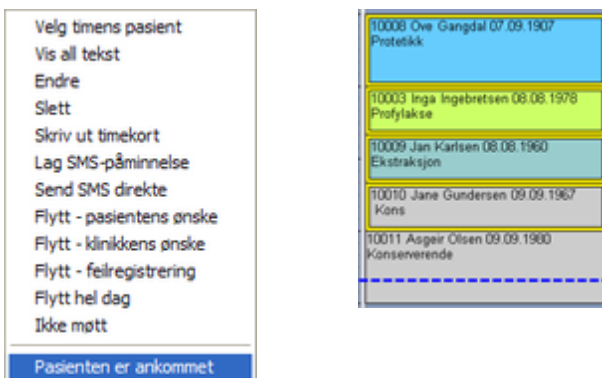 Velg timens pasient
Vis all tekst
Endre
Slett
Skriv ut timekort
Lag SMS-påminnelse
Send SMS direkte
Flytt - pasientens ønske
Flytt - klinikkens ønske
Flytt - feilregistrering
Flytt hel dag
Ikke møtt
Pasienten er ankommet
10008 Ove Gangdal 07.09.1907
Protetikk
10003 Inga Ingebretsen 08.08.1978
Profylakse
10009 Jan Karlsen 08.08.1960
Ekstraksjon
10010 Jane Gundersen 09.09.1967
Kons
10011 Asgeir Olsen 09.09.1980
Konserverende